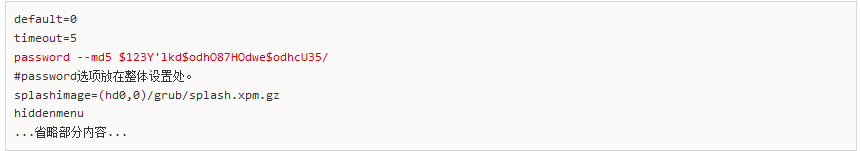 default=0
timeout=5
password --md5 $123Y'lkd$odhO87HOdwe$odhcU35/
#password选项放在整体设置处。
splashimage=(hd0,0)/grub/splash.xpm.gz
hiddenmenu
...省略部分内容...